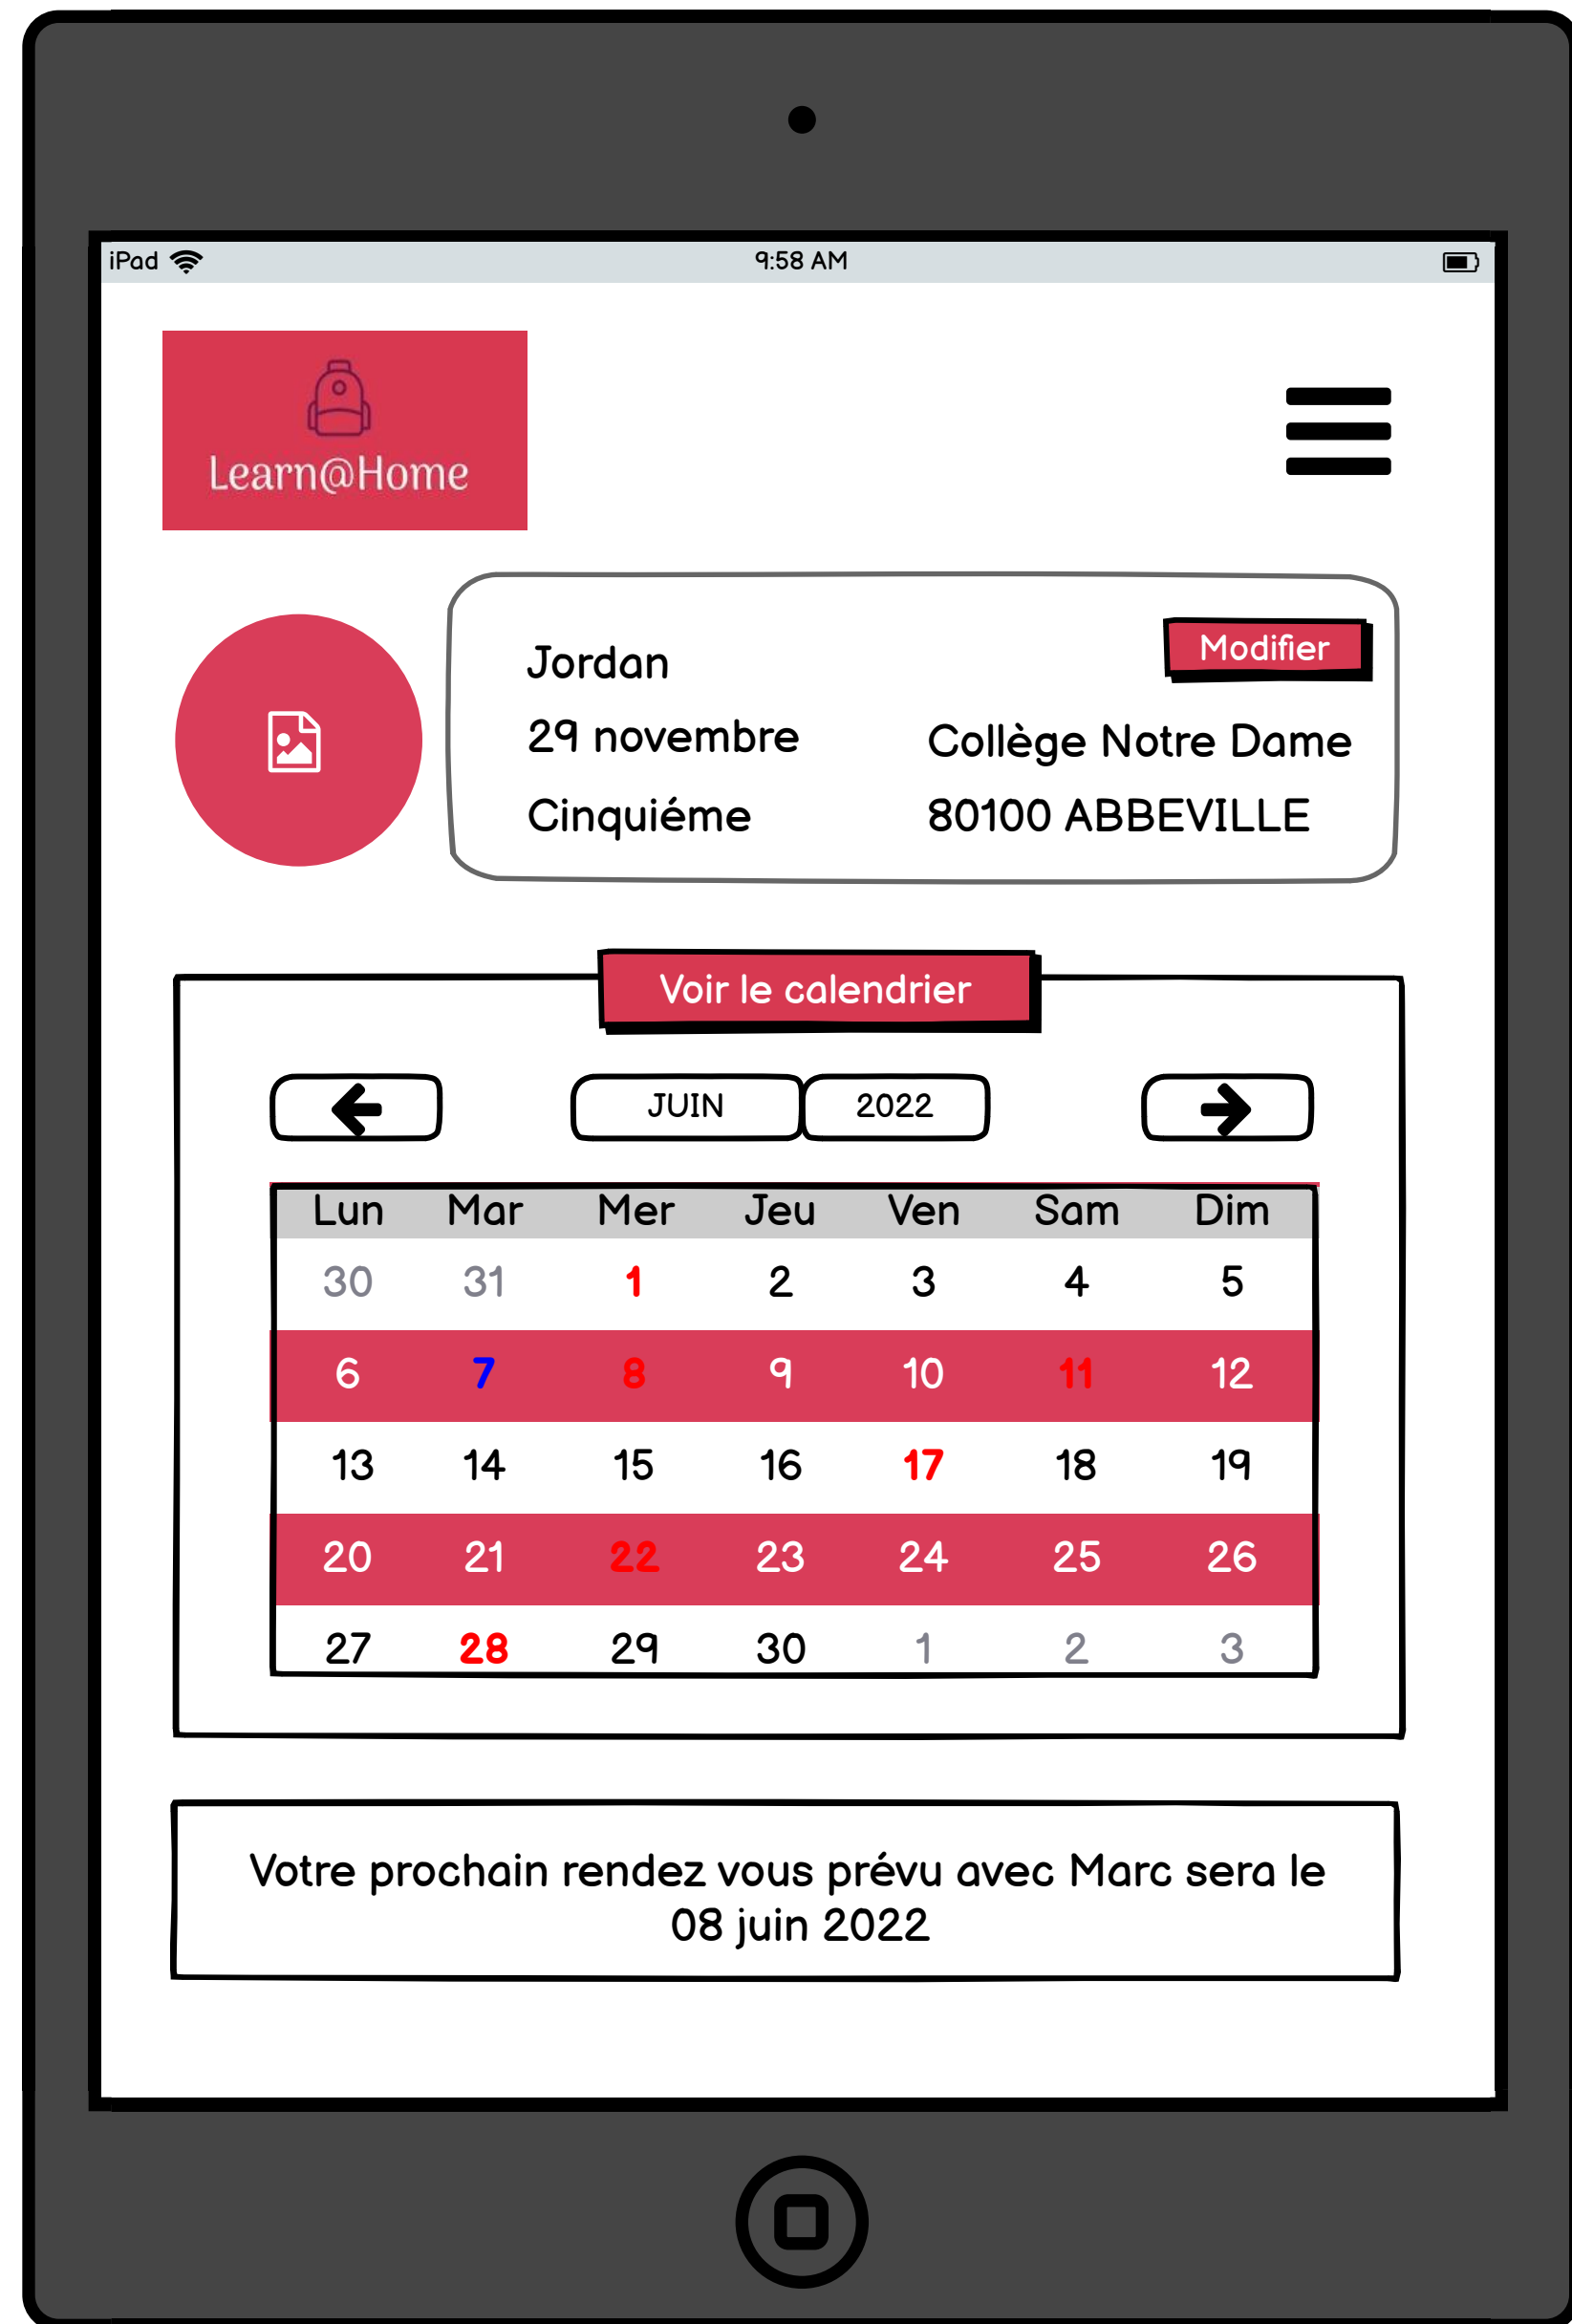 iPad 9:58 AM
Learn@Home
Jordan
Modifier
29 novembre
Collège Notre Dame
Cinquiéme
80100 ABBEVILLE
Voir le calendrier
JUIN 2022
Lun Mar Mer Jeu Ven Sam Dim
30 31 1 2 3 4 5
6 7 8 9 10 11 12
13 14 15 16 17 18 19
20 21 22 23 24 25 26
27 28 29 30 1 2 3
Votre prochain rendez vous prévu avec Marc sera le
08 juin 2022